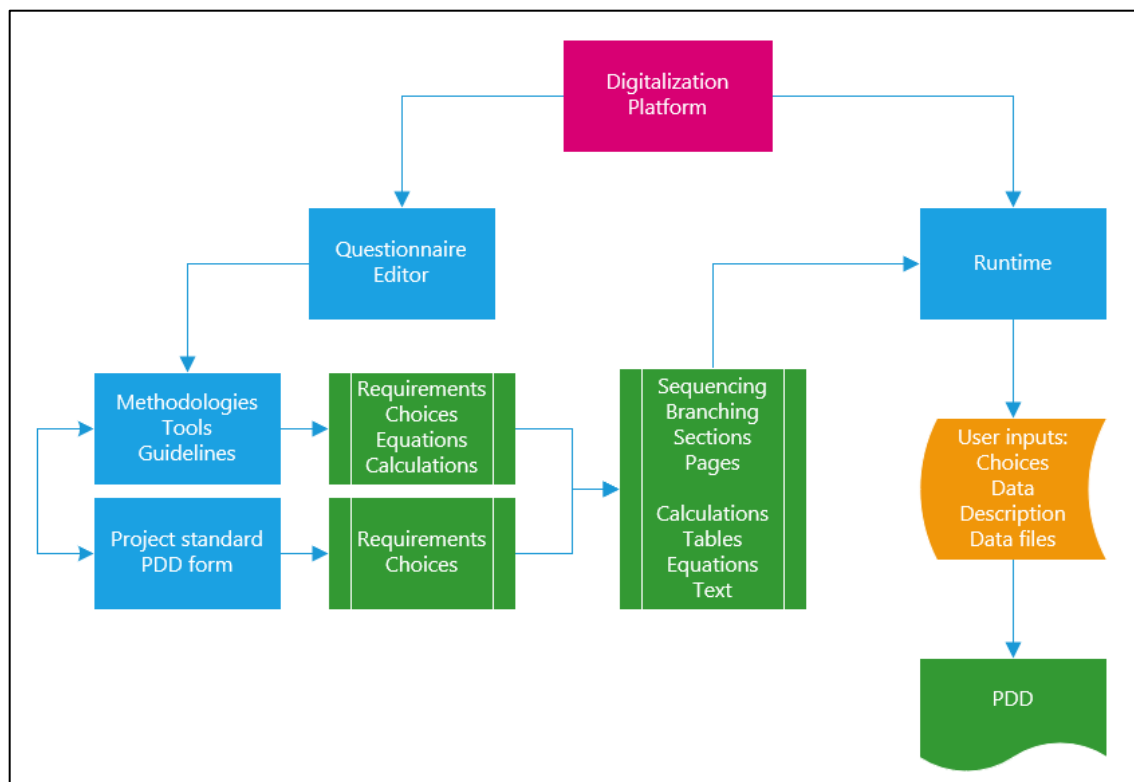 Digitalization
Platform
Questionnaire
Editor
Runtime
Methodologies
Tools
Guidelines
Requirements
Choices
Equations
Calculations
Project standard
PDD form
Requirements
Choices
Sequencing
Branching
Sections
Pages
Calculations
Tables
Equations
Text
User inputs:
Choices
Data
Description
Data files
PDD